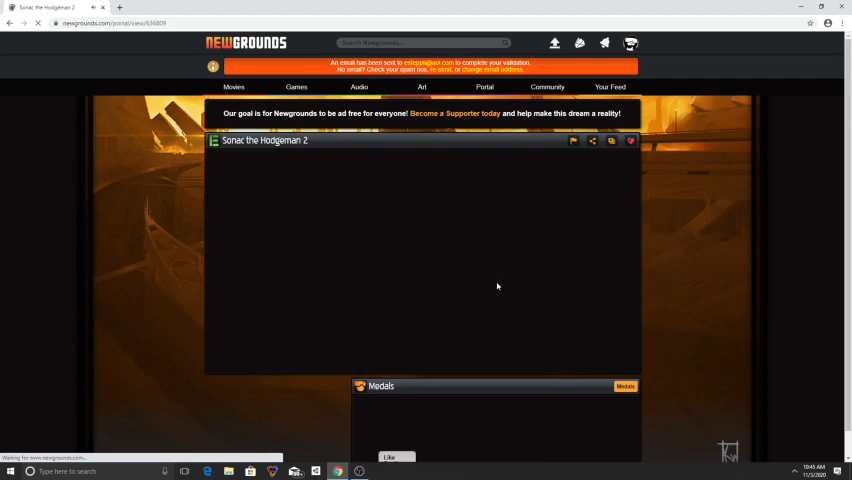 Sonac the Hodgeman 2
newgrounds.com/portal/view/636809
NEWGROUNDS
Search Newgrounds...
An email has been sent to esteppii@aol.com to complete your validation.
No email? Check your spam box, re-send, or change email address.
Movies Games Audio Art Portal Community Your Feed
Our goal is for Newgrounds to be ad free for everyone! Become a Supporter today and help make this dream a reality!
E Sonac the Hodgeman 2
Medals Medals
Like
Waiting for www.newgrounds.com...
Type here to search
10:45 AM
11/3/2020